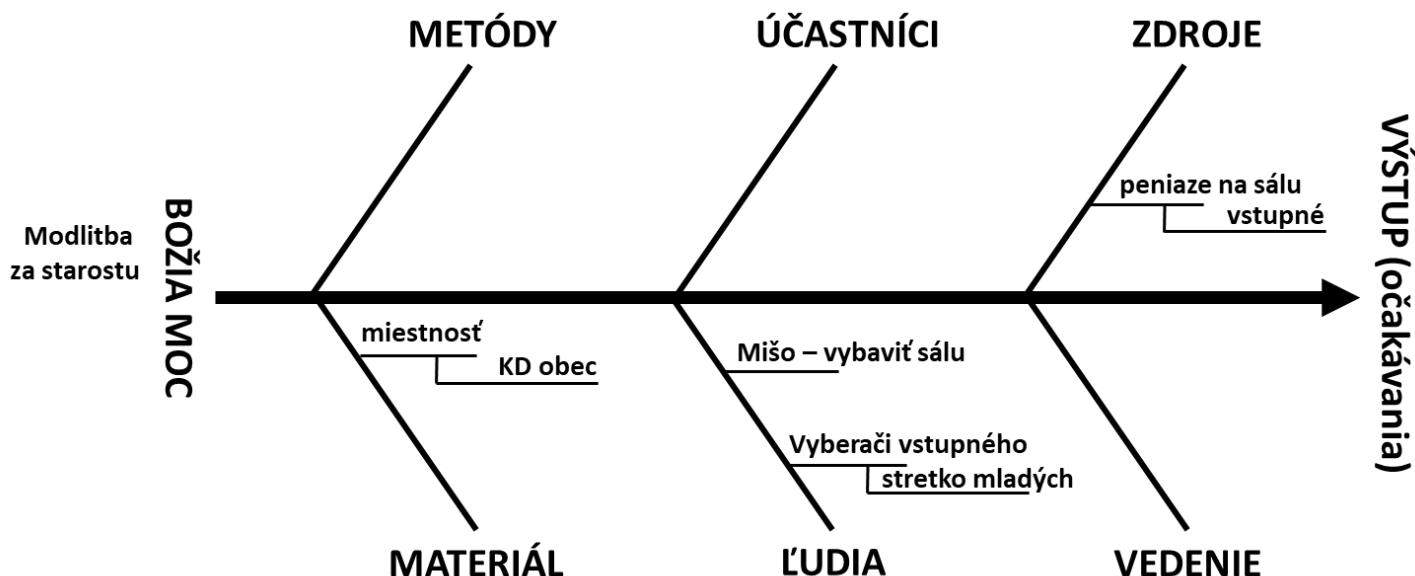 METÓDY
ÚČASTNÍCI
ZDROJE
peniaze na sálu
vstupné
Modlitba
za starostu
BOŽIA MOC
VÝSTUP (očakávania)
miestnosť
KD obec
Mišo – vybaviť sálu
Vyberači vstupného
stretko mladých
MATERIÁL
ĽUDIA
VEDENIE